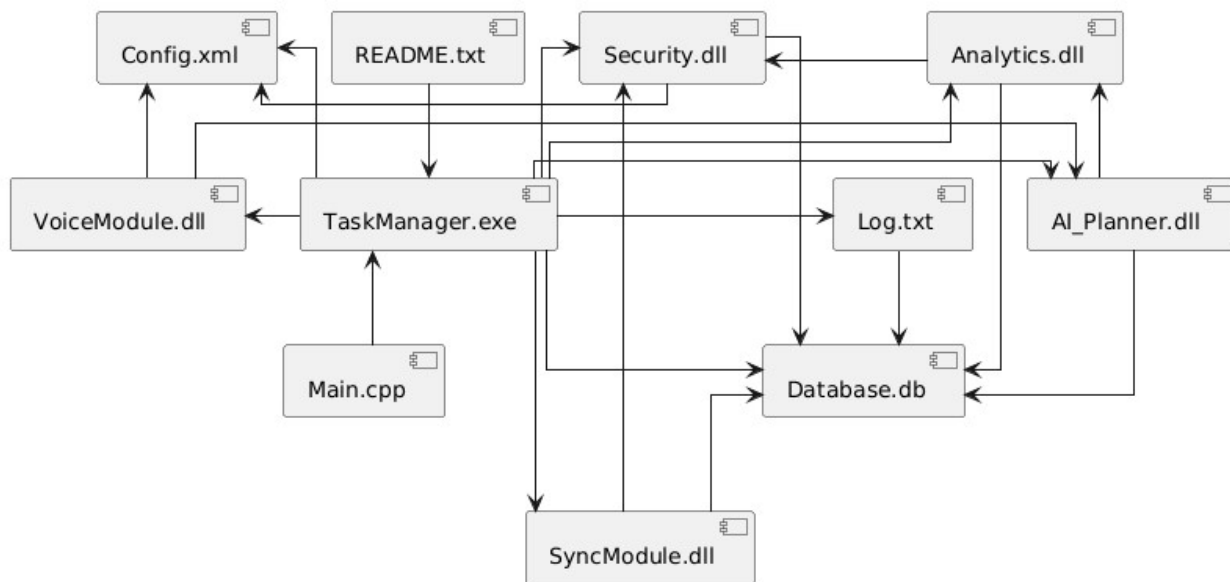 Config.xml
README.txt
Security.dll
Analytics.dll
VoiceModule.dll
TaskManager.exe
Log.txt
AI_Planner.dll
Main.cpp
Database.db
SyncModule.dll